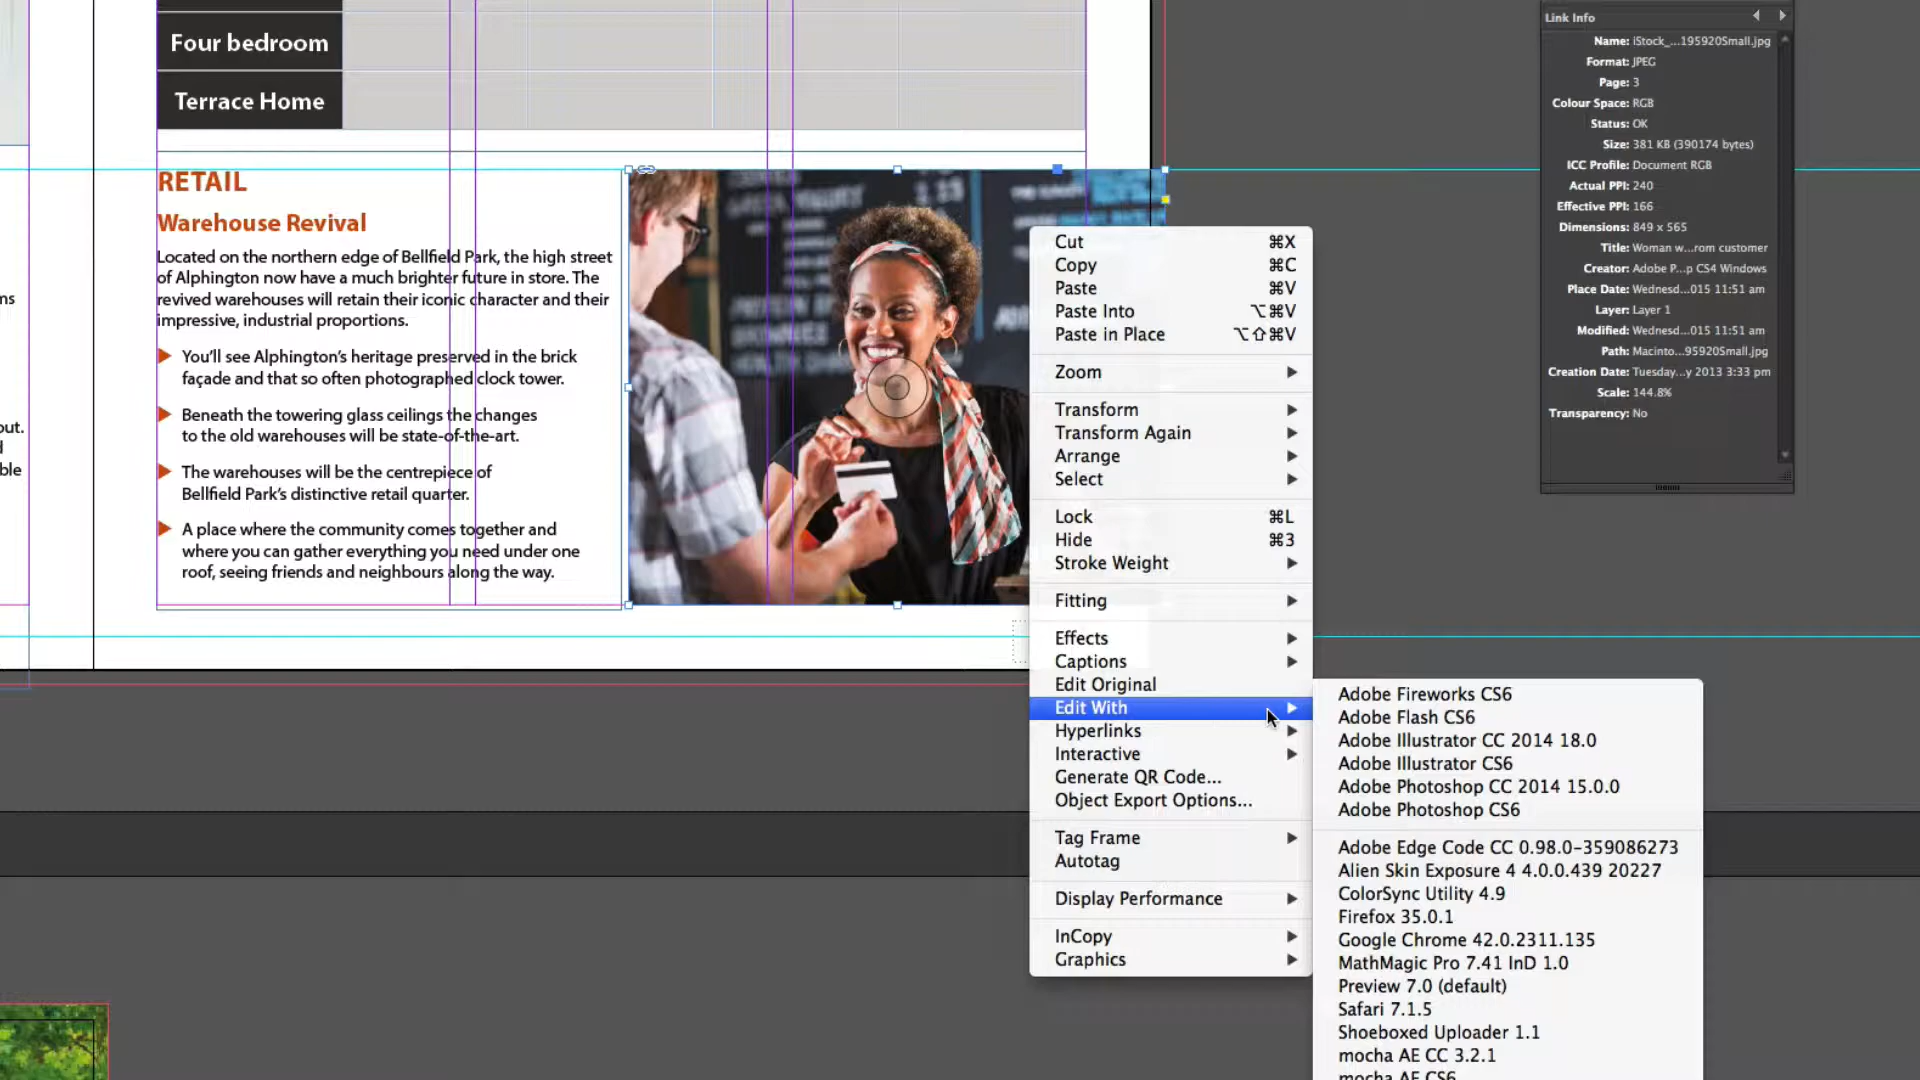 Four bedroom
Terrace Home
RETAIL
Warehouse Revival
Located on the northern edge of Bellfield Park, the high street
of Alphington now have a much brighter future in store. The
revived warehouses will retain their iconic character and their
impressive, industrial proportions.
You'll see Alphington's heritage preserved in the brick
façade and that so often photographed clock tower.
Beneath the towering glass ceilings the changes
to the old warehouses will be state-of-the-art.
The warehouses will be the centrepiece of
Bellfield Park's distinctive retail quarter.
A place where the community comes together and
where you can gather everything you need under one
roof, seeing friends and neighbours along the way.
ms
out.
d
ble
Cut ⌘X
Copy ⌘C
Paste ⌘V
Paste Into ⌥⌘V
Paste in Place ⌥⇧⌘V
Zoom
Transform
Transform Again
Arrange
Select
Lock ⌘L
Hide ⌘3
Stroke Weight
Fitting
Effects
Captions
Edit Original
Edit With
Hyperlinks
Interactive
Generate QR Code...
Object Export Options...
Tag Frame
Autotag
Display Performance
InCopy
Graphics
Adobe Fireworks CS6
Adobe Flash CS6
Adobe Illustrator CC 2014 18.0
Adobe Illustrator CS6
Adobe Photoshop CC 2014 15.0.0
Adobe Photoshop CS6
Adobe Edge Code CC 0.98.0-359086273
Alien Skin Exposure 4 4.0.0.439 20227
ColorSync Utility 4.9
Firefox 35.0.1
Google Chrome 42.0.2311.135
MathMagic Pro 7.41 InD 1.0
Preview 7.0 (default)
Safari 7.1.5
Shoeboxed Uploader 1.1
mocha AE CC 3.2.1
mocha AE CS6
Link Info
Name: iStock_...195920Small.jpg
Format: JPEG
Page: 3
Colour Space: RGB
Status: OK
Size: 381 KB (390174 bytes)
ICC Profile: Document RGB
Actual PPI: 240
Effective PPI: 166
Dimensions: 849 x 565
Title: Woman w...rom customer
Creator: Adobe P...p CS4 Windows
Place Date: Wednesd...015 11:51 am
Layer: Layer 1
Modified: Wednesd...015 11:51 am
Path: Macinto...95920Small.jpg
Creation Date: Tuesday...y 2013 3:33 pm
Scale: 144.8%
Transparency: No